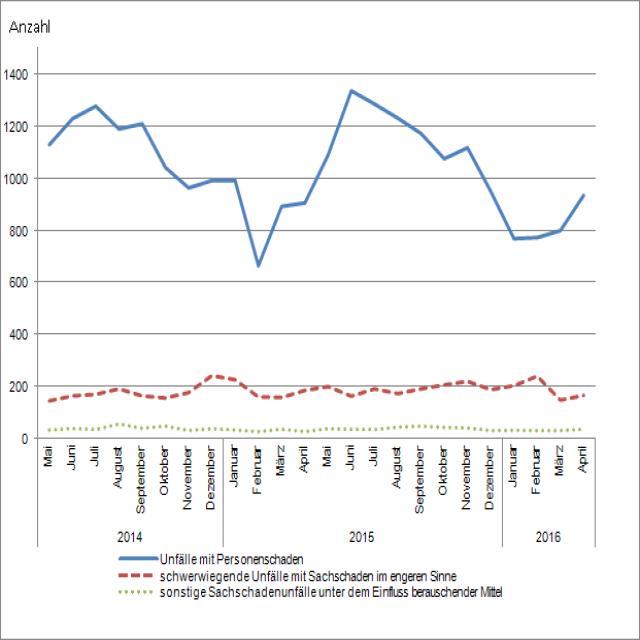 Anzahl
1400
1200
1000
800
600
400
200
0
Mai Juni Juli August September Oktober November Dezember Januar Februar März April Mai Juni Juli August September Oktober November Dezember Januar Februar März April
2014 2015 2016
Unfälle mit Personenschaden
schwerwiegende Unfälle mit Sachschaden im engeren Sinne
sonstige Sachschadenunfälle unter dem Einfluss berauschender Mittel